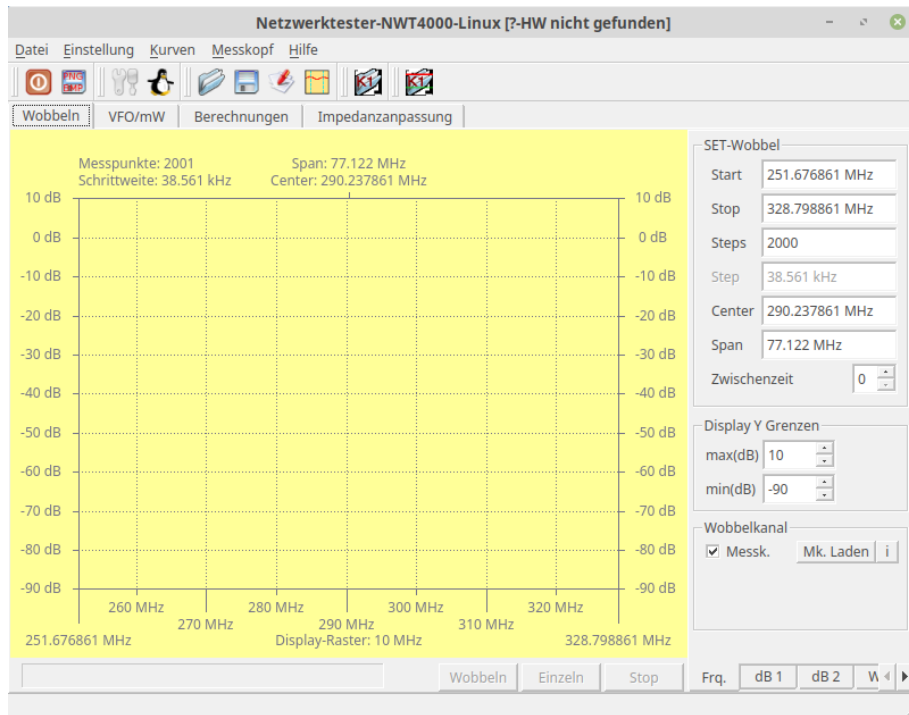 Netzwerktester-NWT4000-Linux [?-HW nicht gefunden]
Datei Einstellung Kurven Messkopf Hilfe
PNG
BMP
K1
Wobbeln VFO/mW Berechnungen Impedanzanpassung
Messpunkte: 2001 Span: 77.122 MHz
Schrittweite: 38.561 kHz Center: 290.237861 MHz
10 dB 10 dB
0 dB 0 dB
-10 dB -10 dB
-20 dB -20 dB
-30 dB -30 dB
-40 dB -40 dB
-50 dB -50 dB
-60 dB -60 dB
-70 dB -70 dB
-80 dB -80 dB
-90 dB -90 dB
260 MHz 280 MHz 300 MHz 320 MHz
270 MHz 290 MHz 310 MHz
251.676861 MHz Display-Raster: 10 MHz 328.798861 MHz
SET-Wobbel
Start 251.676861 MHz
Stop 328.798861 MHz
Steps 2000
Step 38.561 kHz
Center 290.237861 MHz
Span 77.122 MHz
Zwischenzeit 0
Display Y Grenzen
max(dB) 10
min(dB) -90
Wobbelkanal
Messk. Mk. Laden i
Wobbeln Einzeln Stop
Frq. dB 1 dB 2